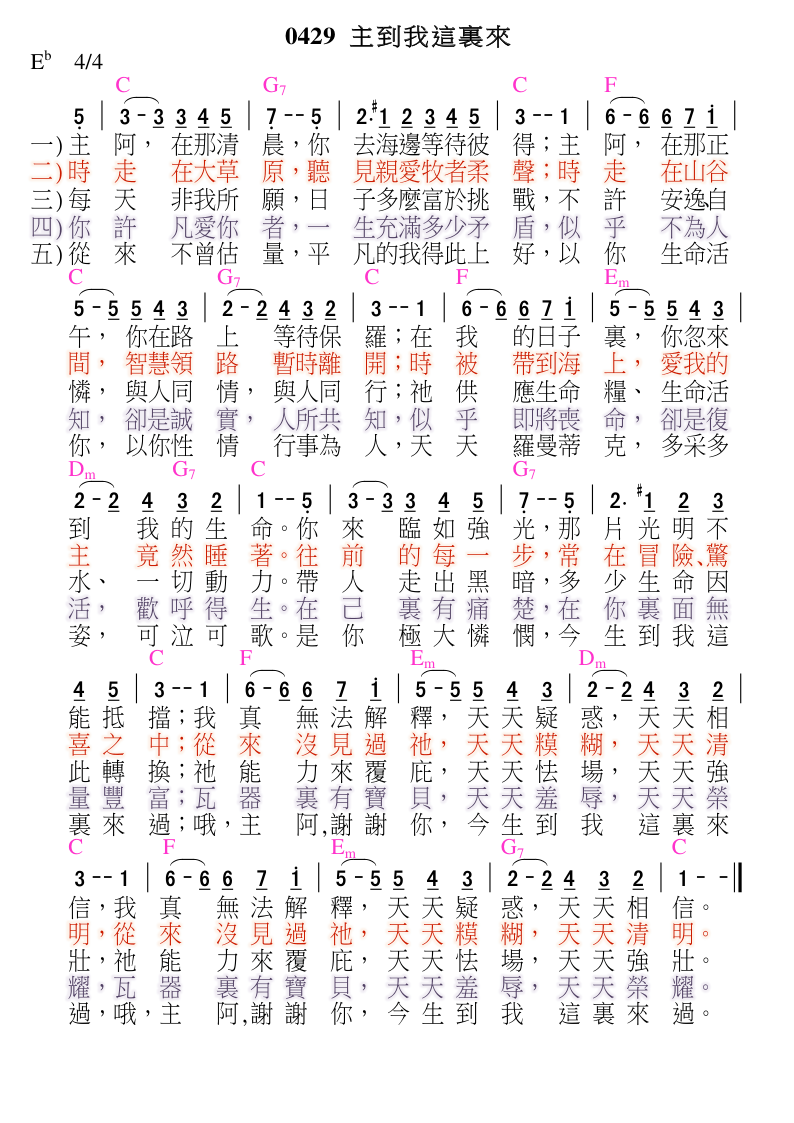 0429 主到我這裏來
E♭ 4/4
C G7 C F
5 | 3 - 3 3 4 5 | 7 -- 5 | 2. #1 2 3 4 5 | 3 -- 1 | 6 - 6 6 7 1 |
一) 主 阿， 在那清 晨，你 去海邊等待彼 得；主 阿， 在那正
二) 時 走 在大草 原，聽 見親愛牧者柔 聲；時 走 在山谷
三) 每 天 非我所 願，日 子多麼富於挑 戰，不 許 安逸、自
四) 你 許 凡愛你 者，一 生充滿多少矛 盾，似 乎 不為人
五) 從 來 不曾估 量，平 凡的我得此上 好，以 你 生命活
C G7 C F Em
5 - 5 5 4 3 | 2 - 2 4 3 2 | 3 -- 1 | 6 - 6 6 7 1 | 5 - 5 5 4 3 |
午， 你在路 上 等待保 羅；在 我 的日子 裏， 你忽來
間， 智慧領 路 暫時離 開；時 被 帶到海 上， 愛我的
憐， 與人同 情， 與人同 行；祂 供 應生命 糧、 生命活
知， 卻是誠 實， 人所共 知，似 乎 即將喪 命， 卻是復
你， 以你性 情 行事為 人，天 天 羅曼蒂 克， 多采多
Dm G7 C G7
2 - 2 4 3 2 | 1 -- 5 | 3 - 3 3 4 5 | 7 -- 5 | 2. #1 2 3
到 我 的 生 命。你 來 臨 如 強 光，那 片 光 明 不
主 竟 然 睡 著。往 前 的 每 一 步，常 在 冒 險、驚
水、 一 切 動 力。帶 人 走 出 黑 暗，多 少 生 命 因
活， 歡 呼 得 生。在 己 裏 有 痛 楚，在 你 裏 面 無
姿， 可 泣 可 歌。是 你 極 大 憐 憫，今 生 到 我 這
C F Em Dm
4 5 | 3 -- 1 | 6 - 6 6 7 1 | 5 - 5 5 4 3 | 2 - 2 4 3 2 |
能 抵 擋；我 真 無 法 解 釋， 天 天 疑 惑， 天 天 相
喜 之 中；從 來 沒 見 過 祂， 天 天 糢 糊， 天 天 清
此 轉 換；祂 能 力 來 覆 庇， 天 天 怯 場， 天 天 強
量 豐 富；瓦 器 裏 有 寶 貝， 天 天 羞 辱， 天 天 榮
裏 來 過；哦，主 阿,謝 謝 你， 今 生 到 我 這 裏 來
C F Em G7 C
3 -- 1 | 6 - 6 6 7 1 | 5 - 5 5 4 3 | 2 - 2 4 3 2 | 1 - - ‖
信，我 真 無 法 解 釋， 天 天 疑 惑， 天 天 相 信。
明，從 來 沒 見 過 祂， 天 天 糢 糊， 天 天 清 明。
壯，祂 能 力 來 覆 庇， 天 天 怯 場， 天 天 強 壯。
耀，瓦 器 裏 有 寶 貝， 天 天 羞 辱， 天 天 榮 耀。
過，哦，主 阿,謝 謝 你， 今 生 到 我 這 裏 來 過。